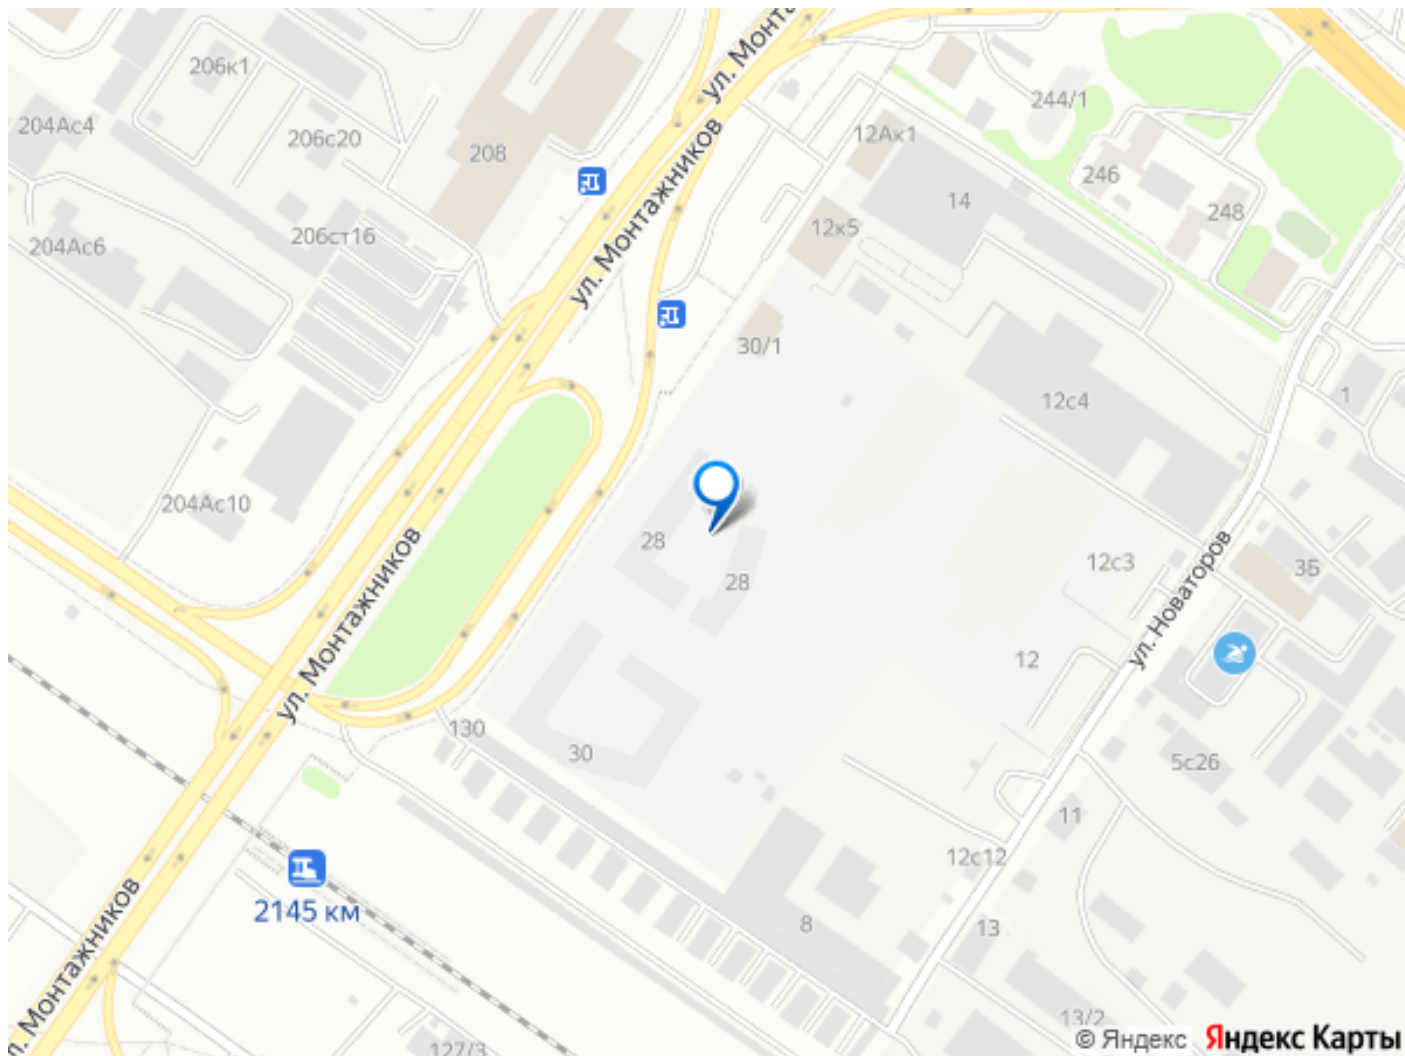 ул. Монта
206к1
244/1
204Ас4
12Ак1
206с20
208
246
ул. Монтажников
14
248
12к5
206ст16
204Ас6
30/1
1
12с4
204Ас10
28
12с3
3Б
28
ул. Новаторов
ул. Монтажников
12
130
30
5с26
11
12с12
2145 км
8
13
ул. Монтажников
13/2
127/3
© Яндекс
Яндекс Карты